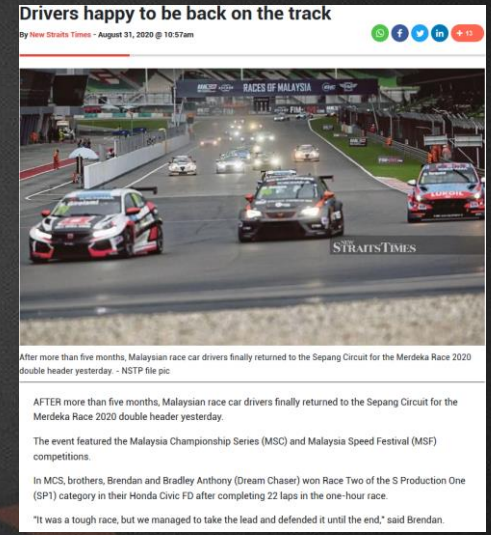 Drivers happy to be back on the track
By New Straits Times - August 31, 2020 @ 10:57am
+ 13
RACES OF MALAYSIA
LUKOIL
NEW STRAITS TIMES
After more than five months, Malaysian race car drivers finally returned to the Sepang Circuit for the Merdeka Race 2020
double header yesterday. - NSTP file pic
AFTER more than five months, Malaysian race car drivers finally returned to the Sepang Circuit for the
Merdeka Race 2020 double header yesterday.
The event featured the Malaysia Championship Series (MSC) and Malaysia Speed Festival (MSF)
competitions.
In MCS, brothers, Brendan and Bradley Anthony (Dream Chaser) won Race Two of the S Production One
(SP1) category in their Honda Civic FD after completing 22 laps in the one-hour race.
"It was a tough race, but we managed to take the lead and defended it until the end," said Brendan.